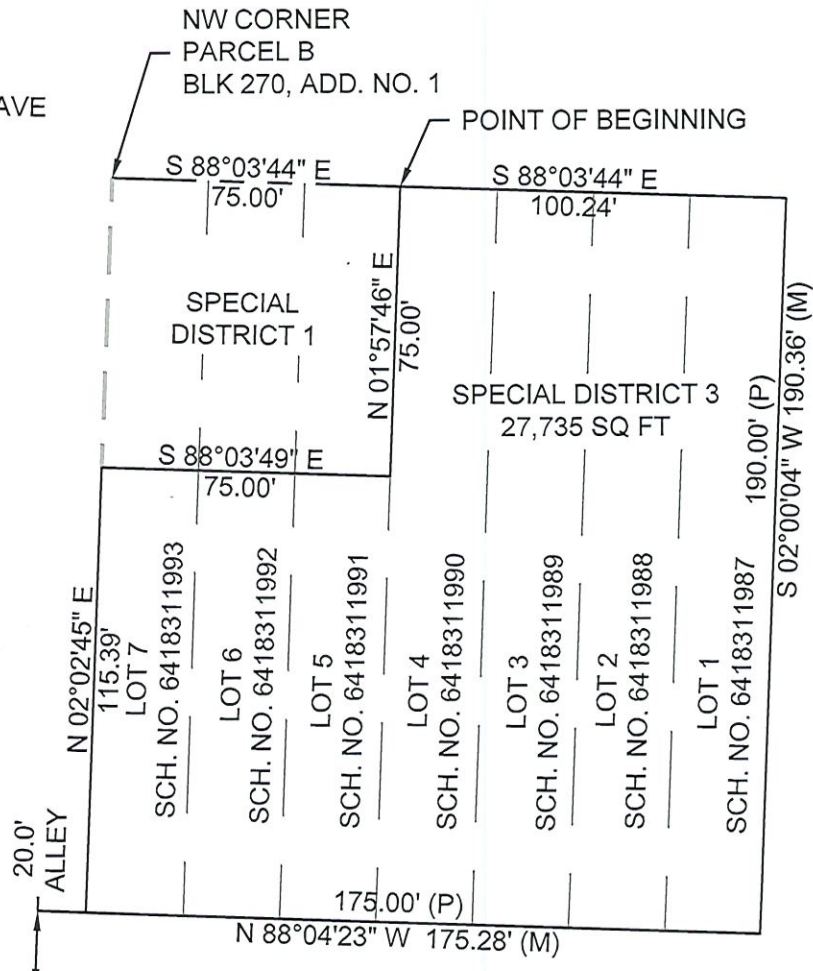 NW CORNER
PARCEL B
BLK 270, ADD. NO. 1
AVE
POINT OF BEGINNING
S 88°03'44" E
75.00'
S 88°03'44" E
100.24'
SPECIAL
DISTRICT 1
N 01°57'46" E
75.00'
SPECIAL DISTRICT 3
27,735 SQ FT
190.00' (P)
S 02°00'04" W 190.36' (M)
S 88°03'49" E
75.00'
N 02°02'45" E
115.39'
LOT 7
SCH. NO. 6418311993
LOT 6
SCH. NO. 6418311992
LOT 5
SCH. NO. 6418311991
LOT 4
SCH. NO. 6418311990
LOT 3
SCH. NO. 6418311989
LOT 2
SCH. NO. 6418311988
LOT 1
SCH. NO. 6418311987
20.0'
ALLEY
175.00' (P)
N 88°04'23" W 175.28' (M)